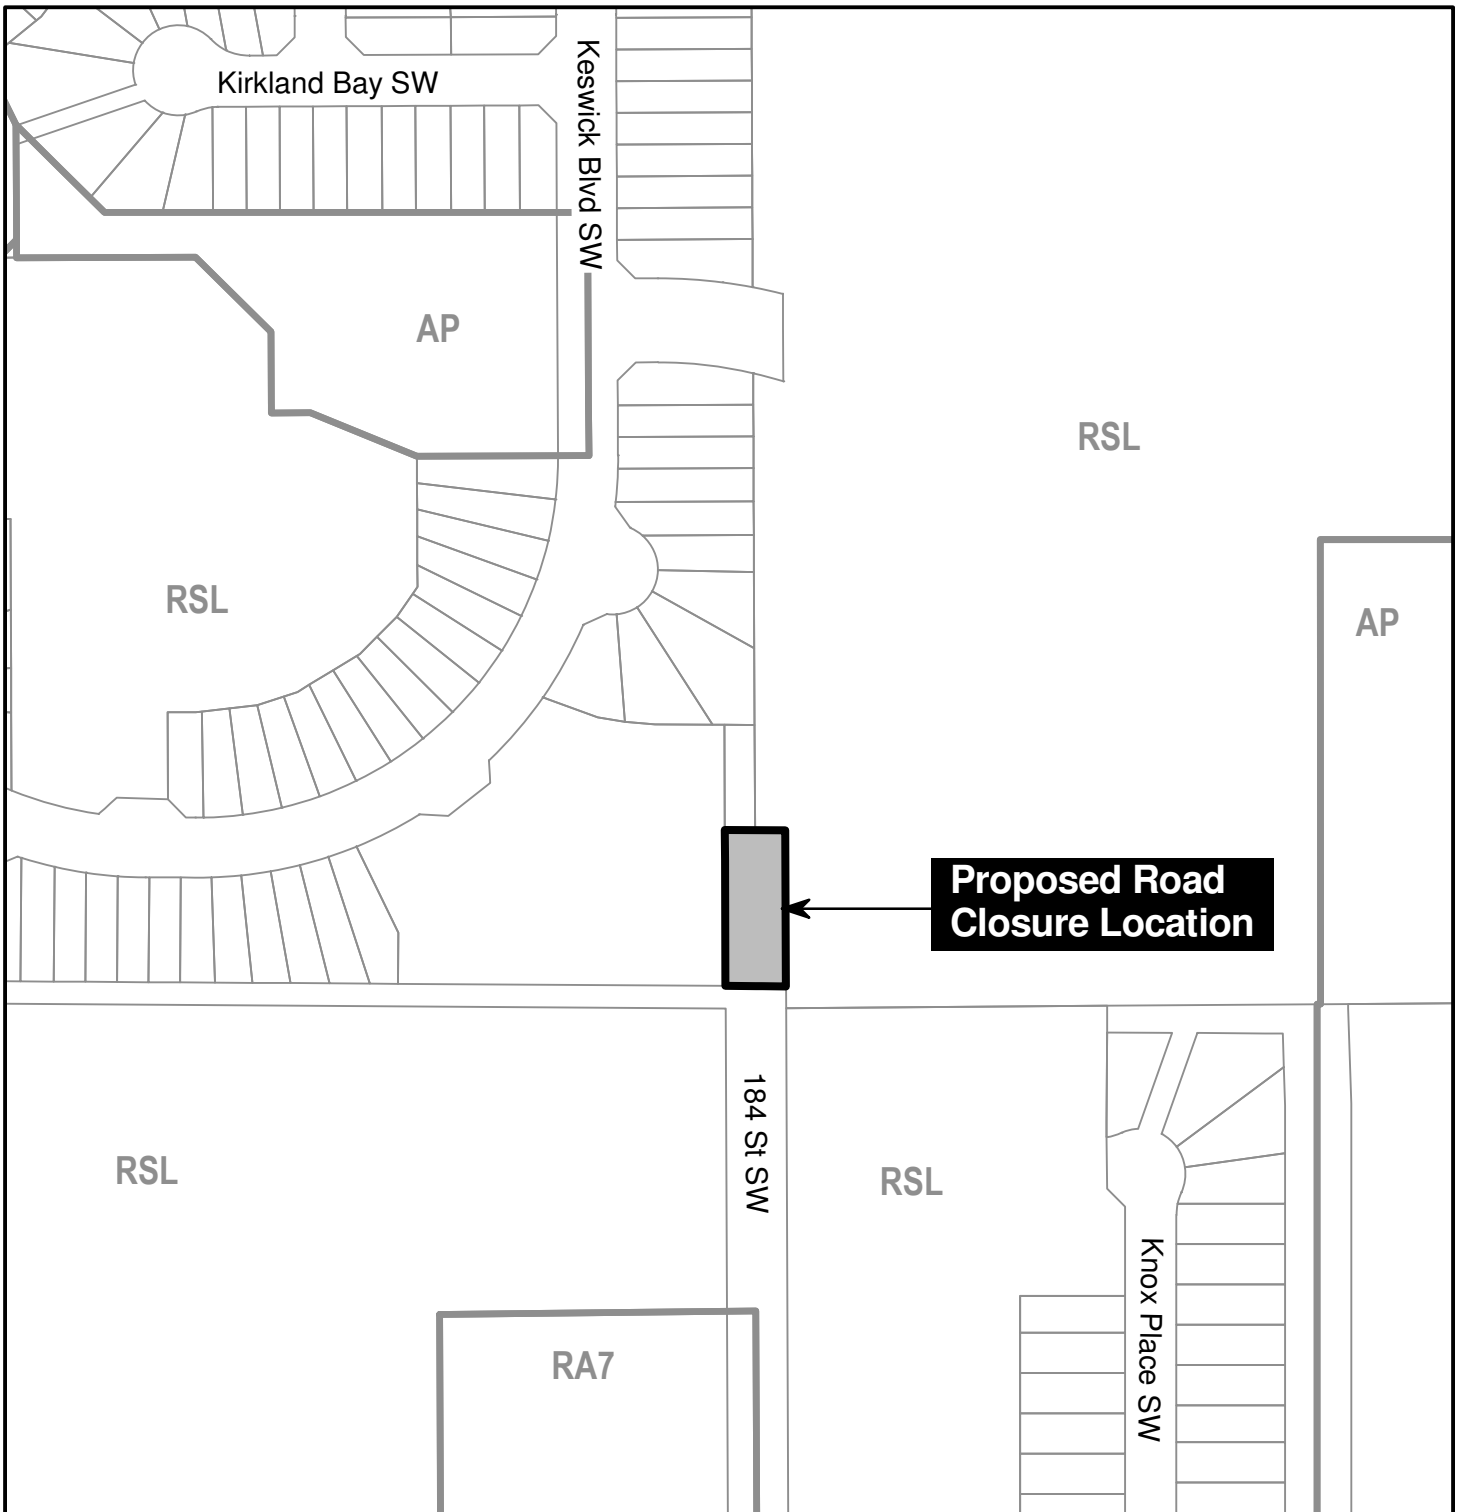 Kirkland Bay SW
Keswick Blvd SW
AP
RSL
RSL
AP
Proposed Road
Closure Location
184 St SW
RSL
RSL
Knox Place SW
RA7